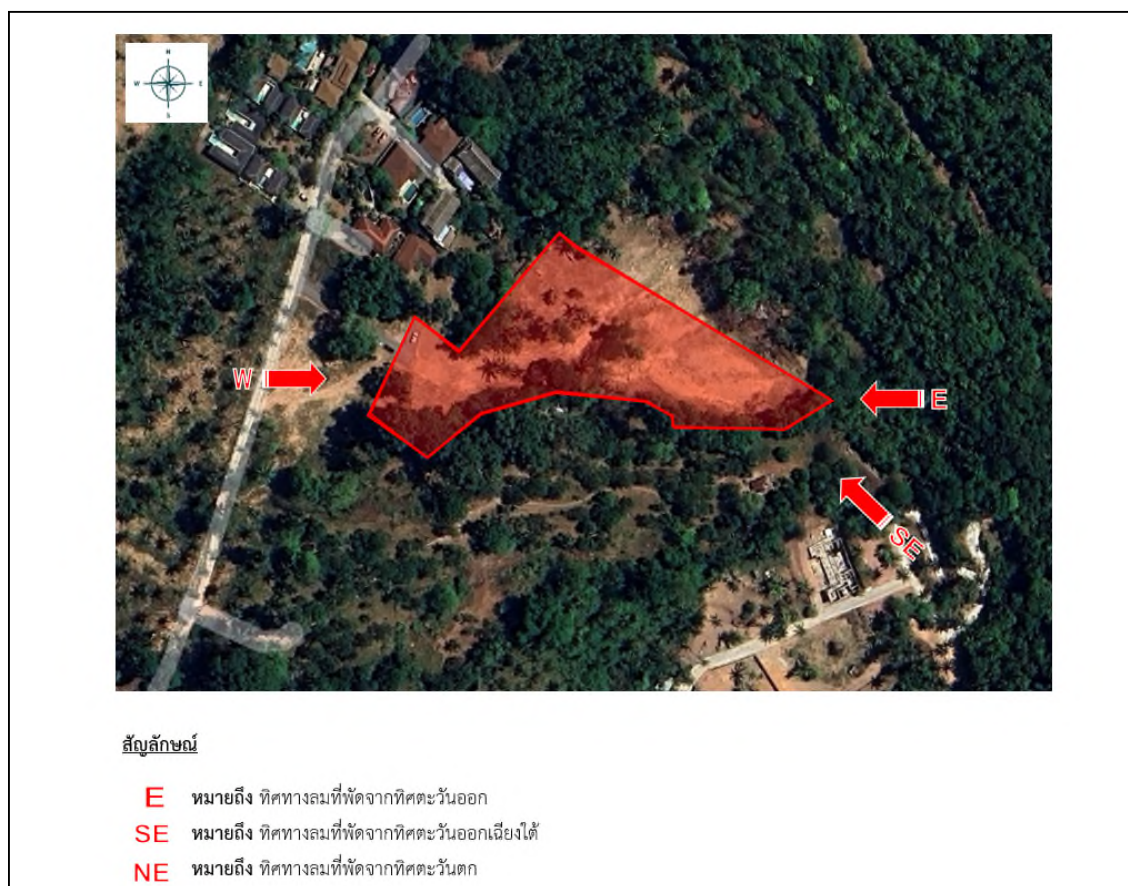 N
W E
W
E
SE
สัญลักษณ์
E หมายถึง ทิศทางลมที่พัดจากทิศตะวันออก
SE หมายถึง ทิศทางลมที่พัดจากทิศตะวันออกเฉียงใต้
NE หมายถึง ทิศทางลมที่พัดจากทิศตะวันตก